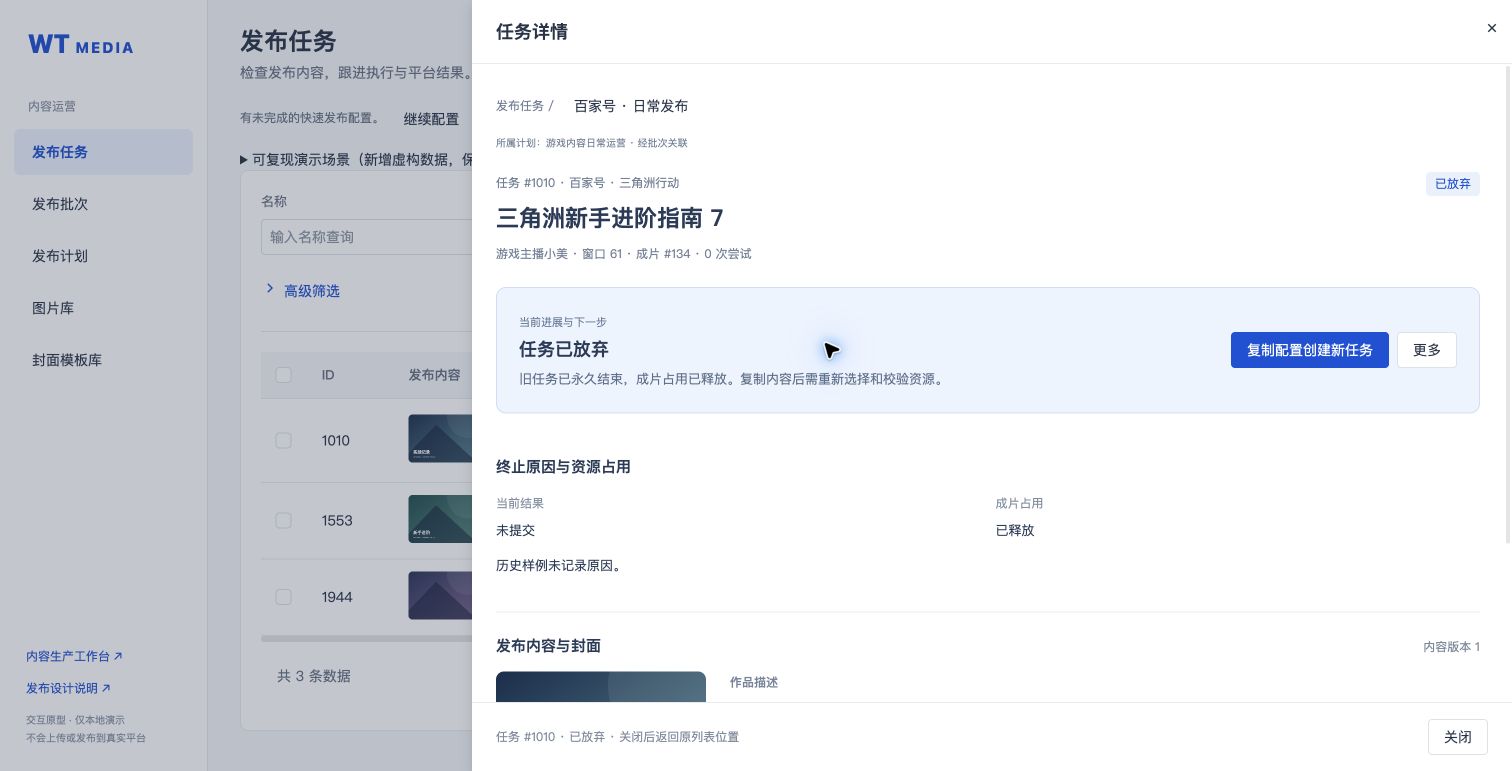 WT MEDIA
内容运营
发布任务
发布批次
发布计划
图片库
封面模板库
内容生产工作台 ↗
发布设计说明 ↗
交互原型 · 仅本地演示
不会上传或发布到真实平台
发布任务
检查发布内容，跟进执行与平台结果。
有未完成的快速发布配置。 继续配置
▶ 可复现演示场景（新增虚构数据，保
名称
输入名称查询
高级筛选
ID 发布内容
1010
1553
1944
共 3 条数据
任务详情
×
发布任务 / 百家号 · 日常发布
所属计划：游戏内容日常运营 · 经批次关联
任务 #1010 · 百家号 · 三角洲行动
已放弃
三角洲新手进阶指南 7
游戏主播小美 · 窗口 61 · 成片 #134 · 0 次尝试
当前进展与下一步
任务已放弃
旧任务已永久结束，成片占用已释放。复制内容后需重新选择和校验资源。
复制配置创建新任务 更多
终止原因与资源占用
当前结果 成片占用
未提交 已释放
历史样例未记录原因。
发布内容与封面 内容版本 1
作品描述
任务 #1010 · 已放弃 · 关闭后返回原列表位置
关闭